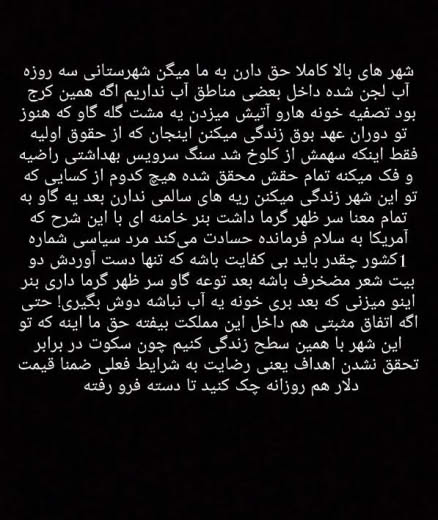 شهر های بالا کاملا حق دارن به ما میگن شهرستانی سه روزه
آب لجن شده داخل بعضی مناطق آب نداریم اگه همین کرج
بود تصفیه خونه هارو آتیش میزدن یه مشت گله گاو که هنوز
تو دوران عهد بوق زندگی میکنن اینجان که از حقوق اولیه
فقط اینکه سهمش از کلوخ شد سنگ سرویس بهداشتی راضیه
و فک میکنه تمام حقش محقق شده هیچ کدوم از کسایی که
تو این شهر زندگی میکنن ریه های سالمی ندارن بعد یه گاو به
تمام معنا سر ظهر گرما داشت بنر خامنه ای با این شرح که
آمریکا به سلام فرمانده حسادت می‌کند مرد سیاسی شماره
1کشور چقدر باید بی کفایت باشه که تنها دست آوردش دو
بیت شعر مضخرف باشه بعد توعه گاو سر ظهر گرما داری بنر
اینو میزنی که بعد بری خونه یه آب نباشه دوش بگیری! حتی
اگه اتفاق مثبتی هم داخل این مملکت بیفته حق ما اینه که تو
این شهر با همین سطح زندگی کنیم چون سکوت در برابر
تحقق نشدن اهداف یعنی رضایت به شرایط فعلی ضمنا قیمت
دلار هم روزانه چک کنید تا دسته فرو رفته